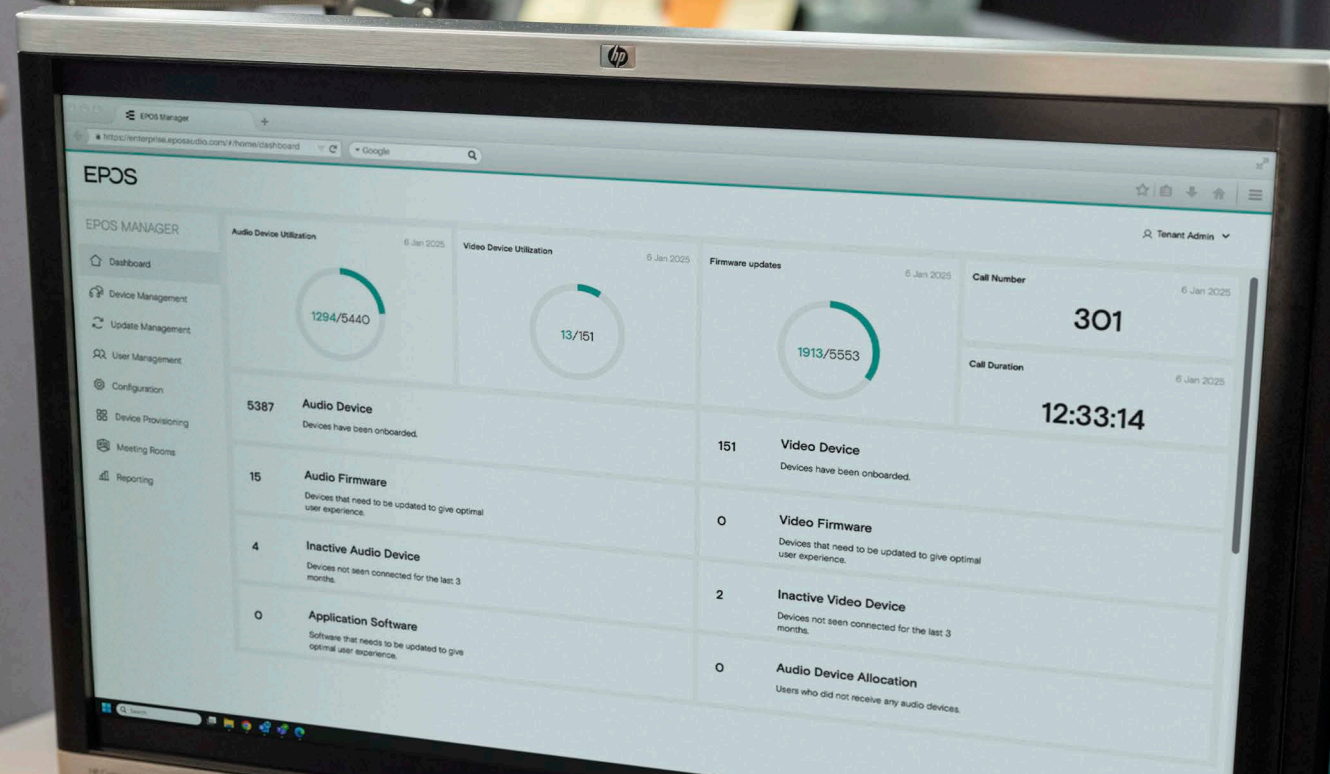 hp
EPOS Manager
+
https://enterprise.eposaudio.com/#/home/dashboard
Google
EPOS
Tenant Admin
EPOS MANAGER
Dashboard
Device Management
Update Management
User Management
Configuration
Device Provisioning
Meeting Rooms
Reporting
Audio Device Utilization
6 Jan 2025
1294/5440
Video Device Utilization
6 Jan 2025
13/151
Firmware updates
6 Jan 2025
1913/5553
Call Number
6 Jan 2025
301
Call Duration
6 Jan 2025
12:33:14
5387
Audio Device
Devices have been onboarded.
151
Video Device
Devices have been onboarded.
15
Audio Firmware
Devices that need to be updated to give optimal
user experience.
0
Video Firmware
Devices that need to be updated to give optimal
user experience.
4
Inactive Audio Device
Devices not seen connected for the last 3
months.
2
Inactive Video Device
Devices not seen connected for the last 3
months.
0
Application Software
Software that needs to be updated to give
optimal user experience.
0
Audio Device Allocation
Users who did not receive any audio devices.
Search